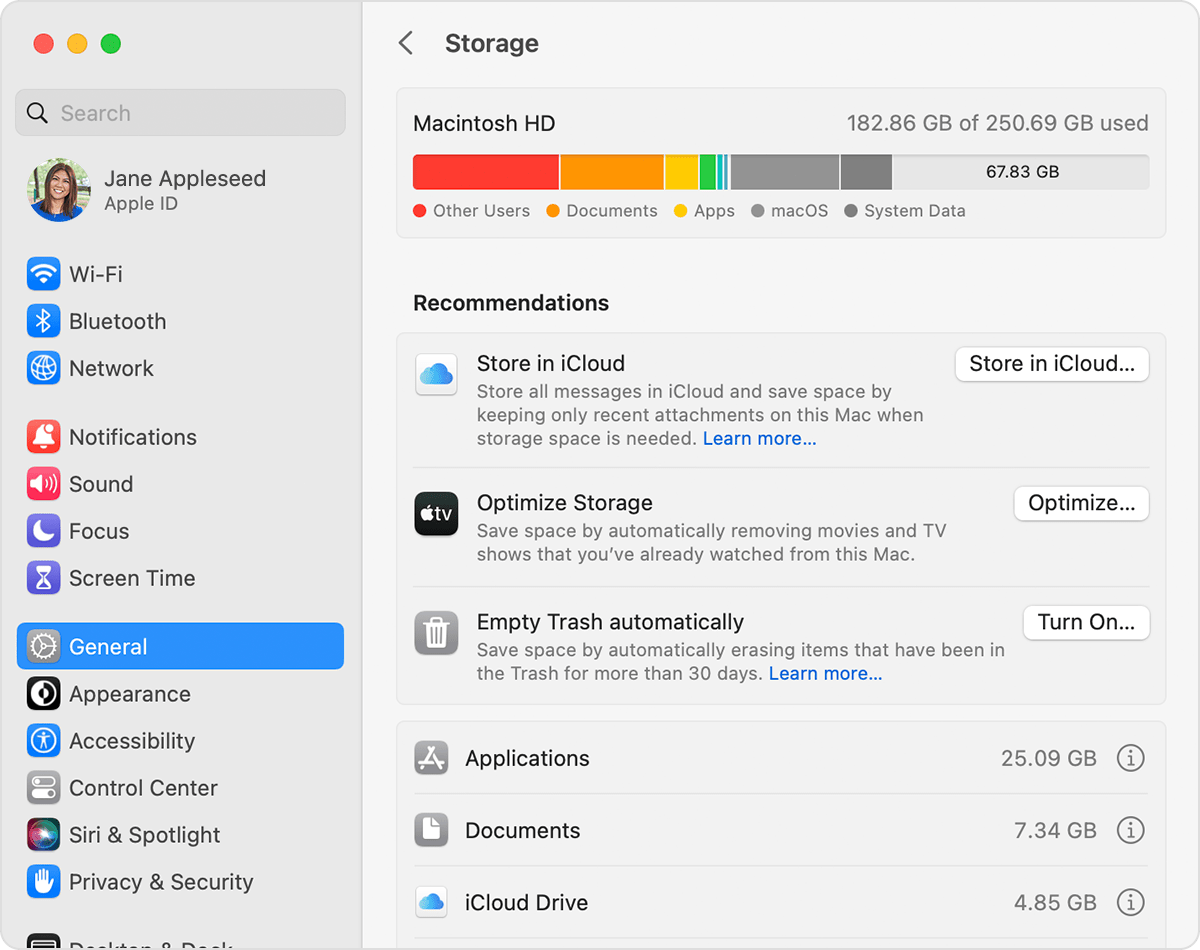 Search
Jane Appleseed
Apple ID
Wi-Fi
Bluetooth
Network
Notifications
Sound
Focus
Screen Time
General
Appearance
Accessibility
Control Center
Siri & Spotlight
Privacy & Security
Desktop & Dock
Storage
Macintosh HD
182.86 GB of 250.69 GB used
67.83 GB
Other Users Documents Apps macOS System Data
Recommendations
Store in iCloud
Store in iCloud...
Store all messages in iCloud and save space by
keeping only recent attachments on this Mac when
storage space is needed. Learn more...
tv
Optimize Storage
Optimize...
Save space by automatically removing movies and TV
shows that you’ve already watched from this Mac.
Empty Trash automatically
Turn On...
Save space by automatically erasing items that have been in
the Trash for more than 30 days. Learn more...
Applications 25.09 GB
Documents 7.34 GB
iCloud Drive 4.85 GB